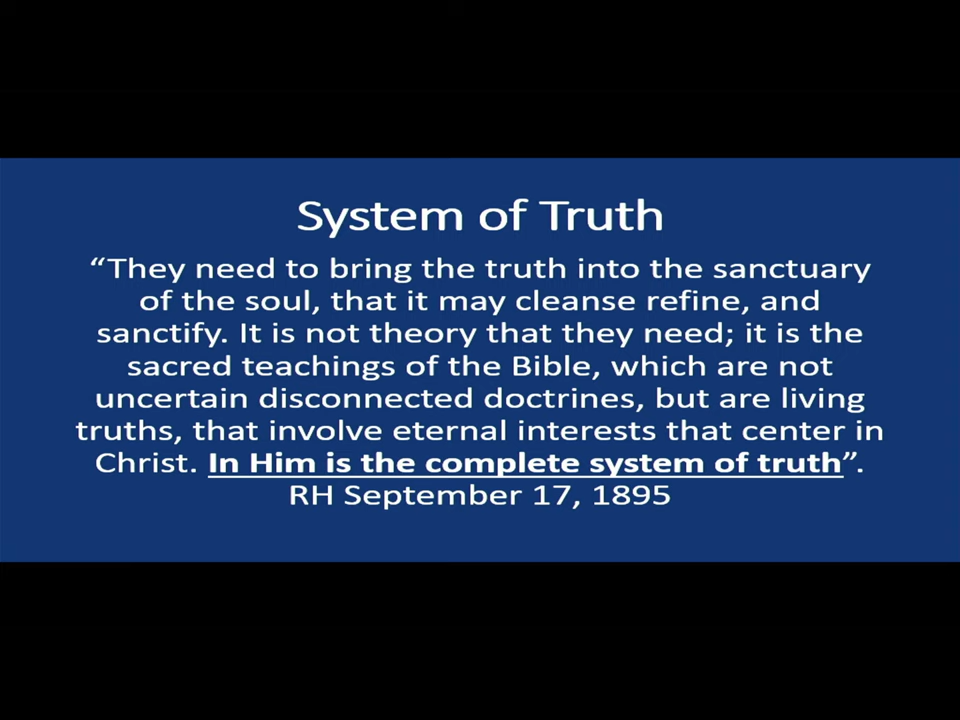 System of Truth
“They need to bring the truth into the sanctuary
of the soul, that it may cleanse refine, and
sanctify. It is not theory that they need; it is the
sacred teachings of the Bible, which are not
uncertain disconnected doctrines, but are living
truths, that involve eternal interests that center in
Christ. In Him is the complete system of truth”.
RH September 17, 1895